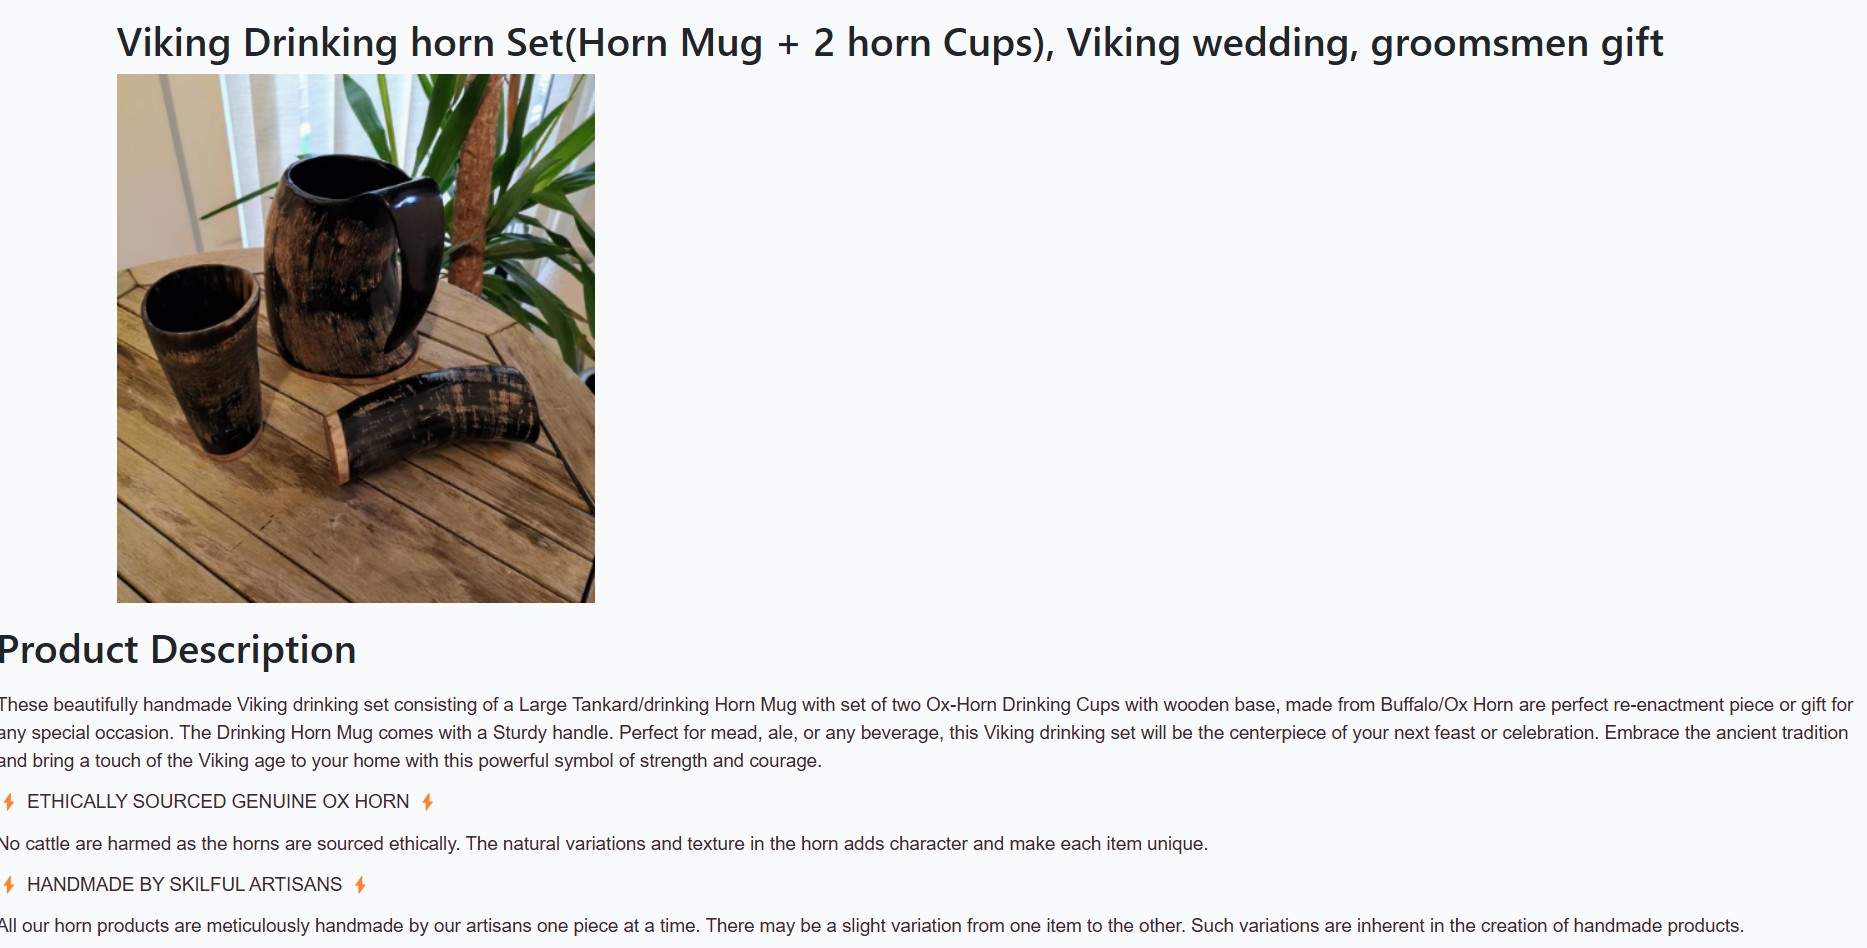 Viking Drinking horn Set(Horn Mug + 2 horn Cups), Viking wedding, groomsmen gift
Product Description
These beautifully handmade Viking drinking set consisting of a Large Tankard/drinking Horn Mug with set of two Ox-Horn Drinking Cups with wooden base, made from Buffalo/Ox Horn are perfect re-enactment piece or gift for
any special occasion. The Drinking Horn Mug comes with a Sturdy handle. Perfect for mead, ale, or any beverage, this Viking drinking set will be the centerpiece of your next feast or celebration. Embrace the ancient tradition
and bring a touch of the Viking age to your home with this powerful symbol of strength and courage.
⚡ ETHICALLY SOURCED GENUINE OX HORN ⚡
No cattle are harmed as the horns are sourced ethically. The natural variations and texture in the horn adds character and make each item unique.
⚡ HANDMADE BY SKILFUL ARTISANS ⚡
All our horn products are meticulously handmade by our artisans one piece at a time. There may be a slight variation from one item to the other. Such variations are inherent in the creation of handmade products.